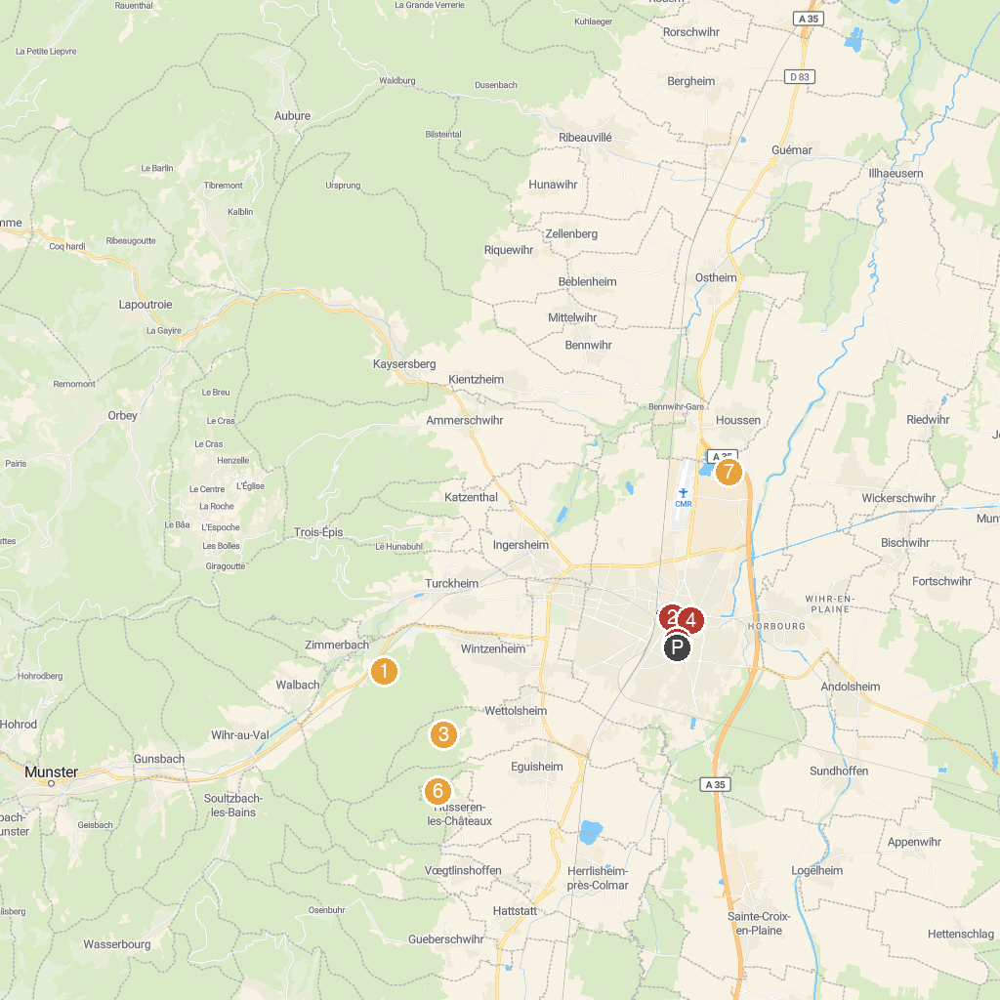 Rauenthal
La Grande Verrerie
Rodern
Kuhlaeger
A 35
Rorschwihr
La Petite Liepvre
Waldburg
Dusenbach
D 83
Bergheim
Aubure
Bilsteintal
Ribeauvillé
Guémar
Le Barlin
Illhaeusern
Tibremont
Ursprung
Hunawihr
Kalblin
mme
Coq hardi
Ribeaugoutte
Zellenberg
Riquewihr
Beblenheim
Ostheim
Lapoutroie
La Gayire
Mittelwihr
Bennwihr
Kaysersberg
Kientzheim
Remomont
Le Breu
Bennwihr-Gare
Orbey
Le Cras
Ammerschwihr
Houssen
Riedwihr
Le Cras
Henzelle
A 35
Pairis
7
Le Centre
L'Église
Katzenthal
CMR
Wickerschwihr
La Roche
Le Bâa
L'Espoche
Trois-Épis
Les Bolles
Le Hunabuhl
Ingersheim
Bischwihr
Giragoutté
Turckheim
Fortschwihr
WIHR-EN-
PLAINE
2
4
HORBOURG
Zimmerbach
Wintzenheim
P
1
Hohrodberg
Walbach
Andolsheim
Hohrod
Wihr-au-Val
3
Wettolsheim
Gunsbach
Munster
Eguisheim
Sundhoffen
A 35
6
Soultzbach-
les-Bains
Husseren-
les-Châteaux
Geisbach
Appenwihr
Vœgtlinshoffen
Herrlisheim-
près-Colmar
Logelheim
Osenbuhr
Hattstatt
Sainte-Croix-
en-Plaine
Wasserbourg
Gueberschwihr
Hettenschlag